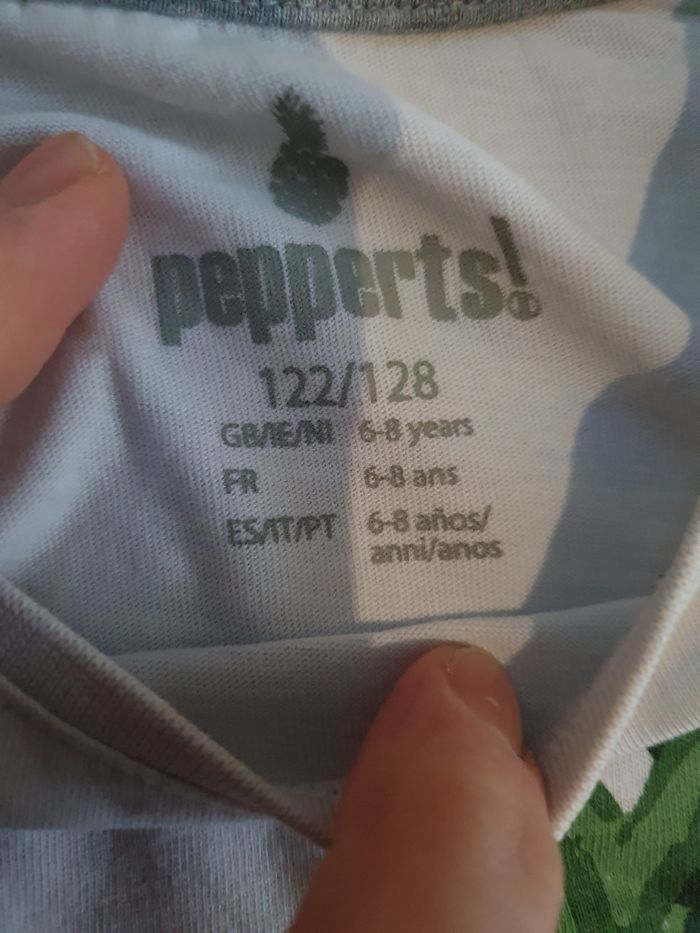 pepperts!®
122/128
GB/IE/NI 6-8 years
FR 6-8 ans
ES/IT/PT 6-8 años/
anni/anos